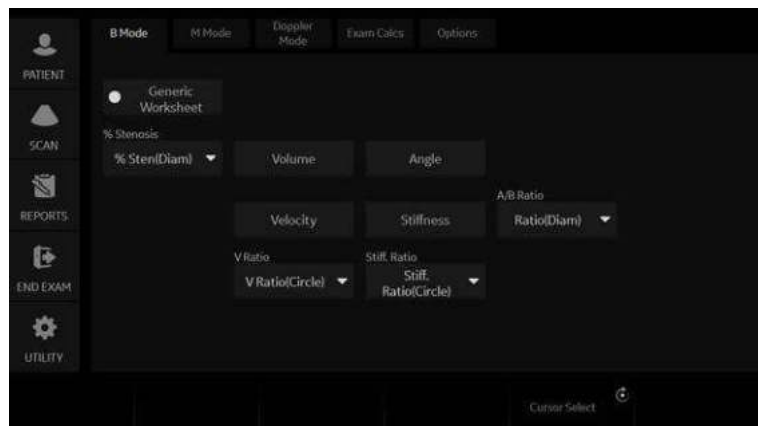 B Mode
M Mode
Doppler
Mode
Exam Calcs
Options
PATIENT
SCAN
REPORTS
END EXAM
UTILITY
Generic
Worksheet
% Stenosis
% Sten(Diam)
Volume
Angle
A/B Ratio
Velocity
Stiffness
Ratio(Diam)
V Ratio
Stiff. Ratio
V Ratio(Circle)
Stiff.
Ratio(Circle)
Cursor Select